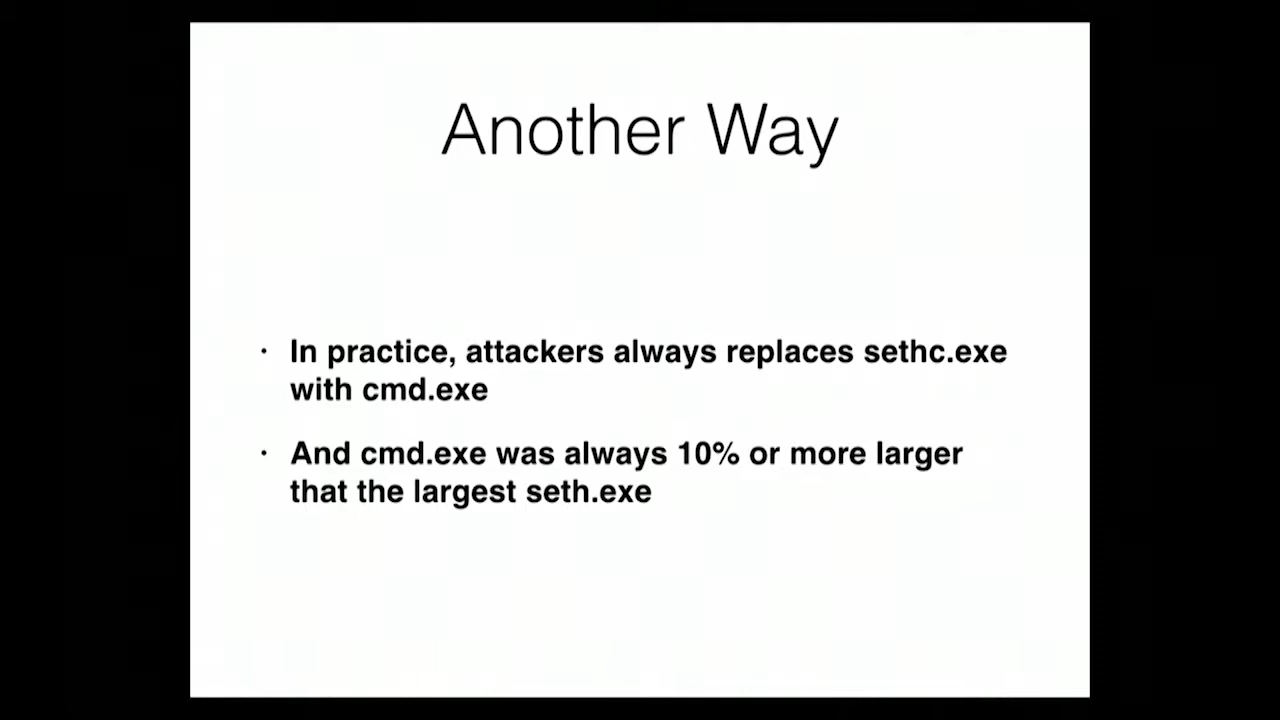 Another Way
· In practice, attackers always replaces sethc.exe
with cmd.exe
· And cmd.exe was always 10% or more larger
that the largest seth.exe